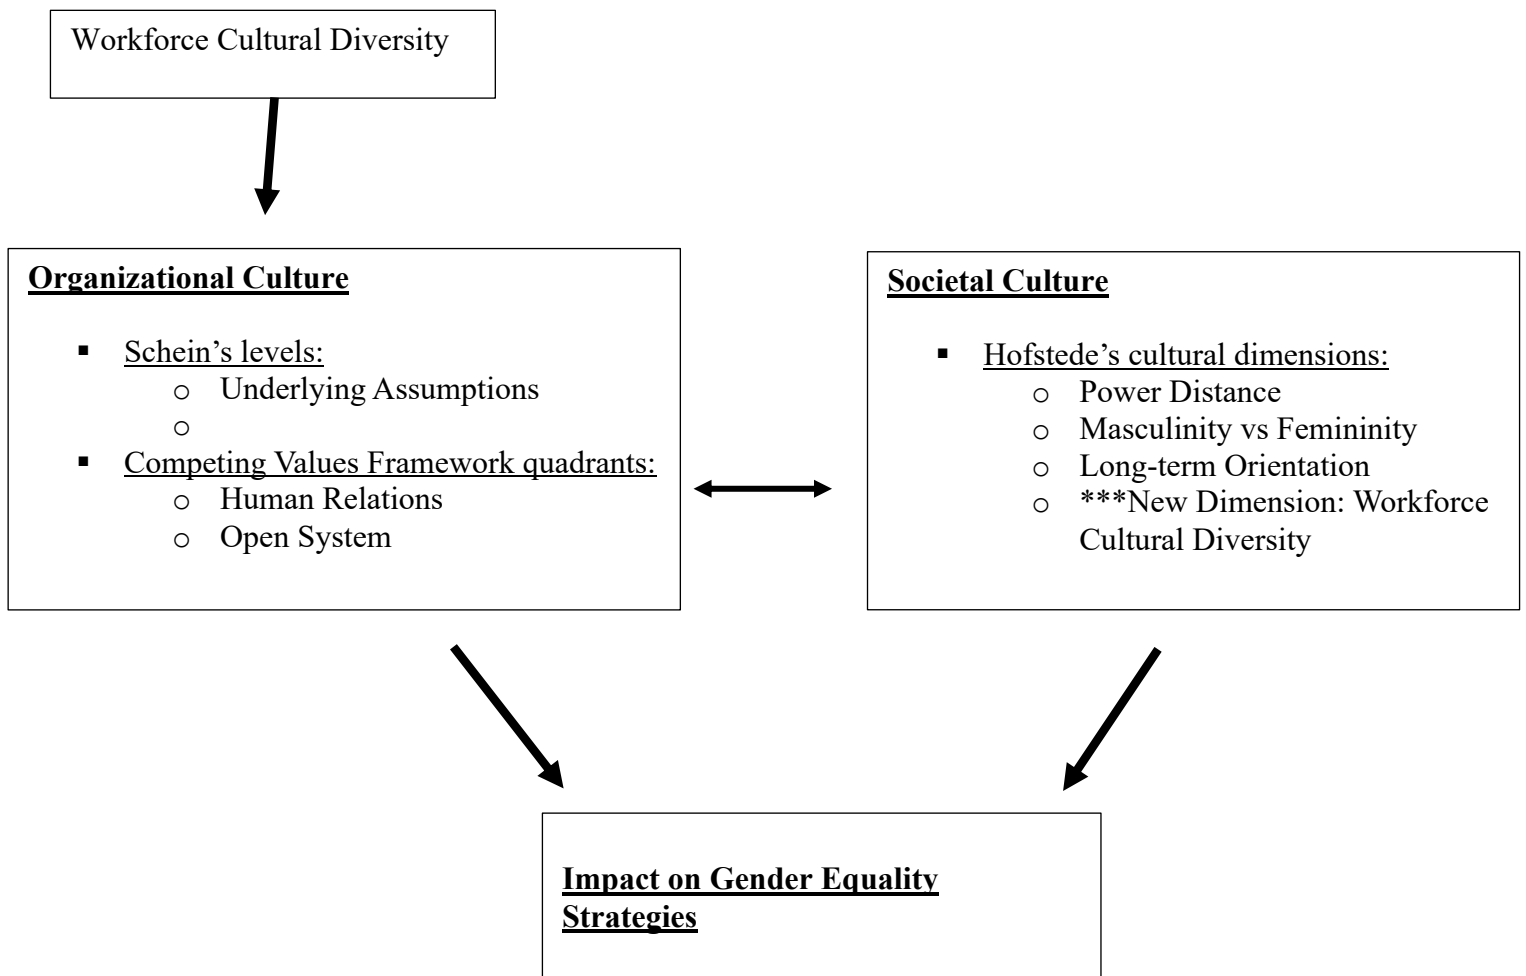 Workforce Cultural Diversity
Organizational Culture
▪ Schein’s levels:
o Underlying Assumptions
o
▪ Competing Values Framework quadrants:
o Human Relations
o Open System
Societal Culture
▪ Hofstede’s cultural dimensions:
o Power Distance
o Masculinity vs Femininity
o Long-term Orientation
o ***New Dimension: Workforce
Cultural Diversity
Impact on Gender Equality
Strategies